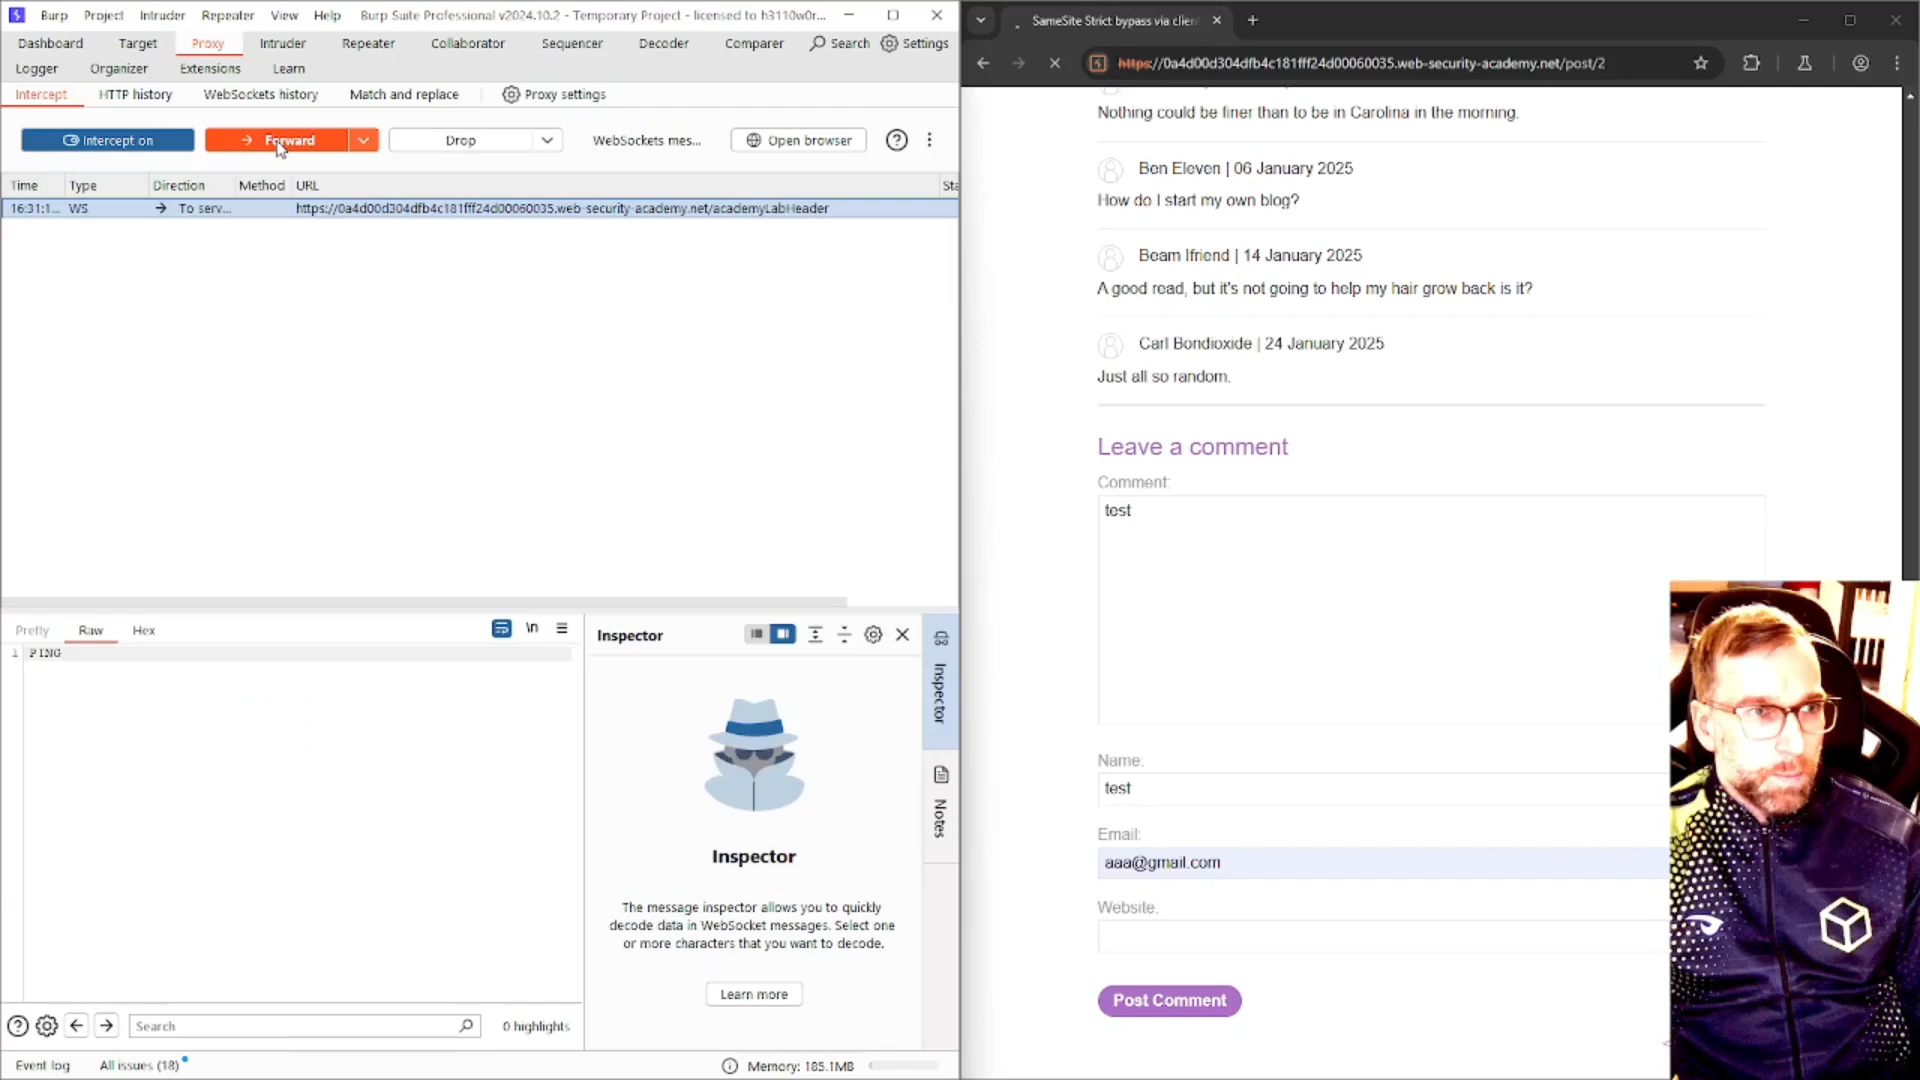 Burp Project Intruder Repeater View Help Burp Suite Professional v2024.10.2 - Temporary Project - licensed to h3110w0r...
Dashboard Target Proxy Intruder Repeater Collaborator Sequencer Decoder Comparer Search Settings
Logger Organizer Extensions Learn
Intercept HTTP history WebSockets history Match and replace Proxy settings
Intercept on Forward Drop WebSockets mes... Open browser
Time Type Direction Method URL Sta
16:31:1... WS To serv... https://0a4d00d304dfb4c181fff24d00060035.web-security-academy.net/academyLabHeader
Pretty Raw Hex \n
1 PING
Inspector
Inspector
Notes
Inspector
The message inspector allows you to quickly
decode data in WebSocket messages. Select one
or more characters that you want to decode.
Learn more
Search 0 highlights
Event log All issues (18) Memory: 185.1MB
SameSite Strict bypass via clien
https://0a4d00d304dfb4c181fff24d00060035.web-security-academy.net/post/2
Nothing could be finer than to be in Carolina in the morning.
Ben Eleven | 06 January 2025
How do I start my own blog?
Beam Ifriend | 14 January 2025
A good read, but it's not going to help my hair grow back is it?
Carl Bondioxide | 24 January 2025
Just all so random.
Leave a comment
Comment:
test
Name:
test
Email:
aaa@gmail.com
Website:
Post Comment